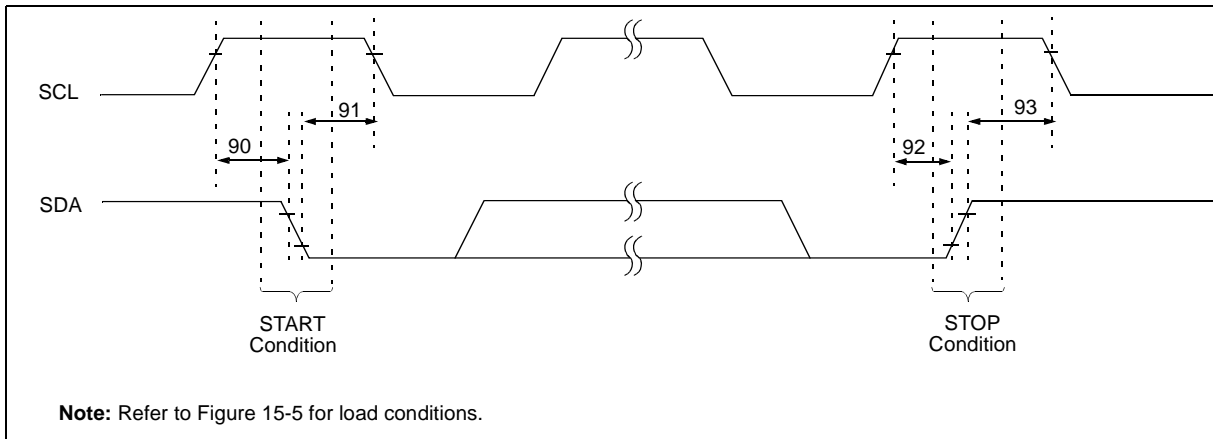 SCL
91
93
90
92
SDA
START
Condition
STOP
Condition
Note: Refer to Figure 15-5 for load conditions.